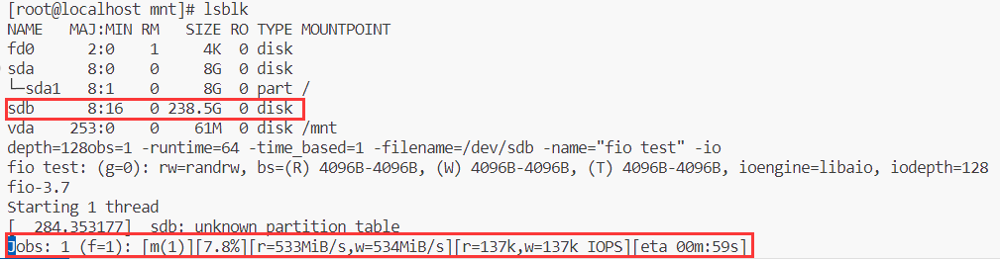 [root@localhost mnt]# lsblk
NAME   MAJ:MIN RM   SIZE RO TYPE MOUNTPOINT
fd0      2:0    1     4K  0 disk
sda      8:0    0     8G  0 disk
└─sda1   8:1    0     8G  0 part /
sdb      8:16   0 238.5G  0 disk
vda    253:0    0    61M  0 disk /mnt
depth=128obs=1 -runtime=64 -time_based=1 -filename=/dev/sdb -name="fio test" -io
fio test: (g=0): rw=randrw, bs=(R) 4096B-4096B, (W) 4096B-4096B, (T) 4096B-4096B, ioengine=libaio, iodepth=128
fio-3.7
Starting 1 thread
[  284.353177]  sdb: unknown partition table
Jobs: 1 (f=1): [m(1)][7.8%][r=533MiB/s,w=534MiB/s][r=137k,w=137k IOPS][eta 00m:59s]